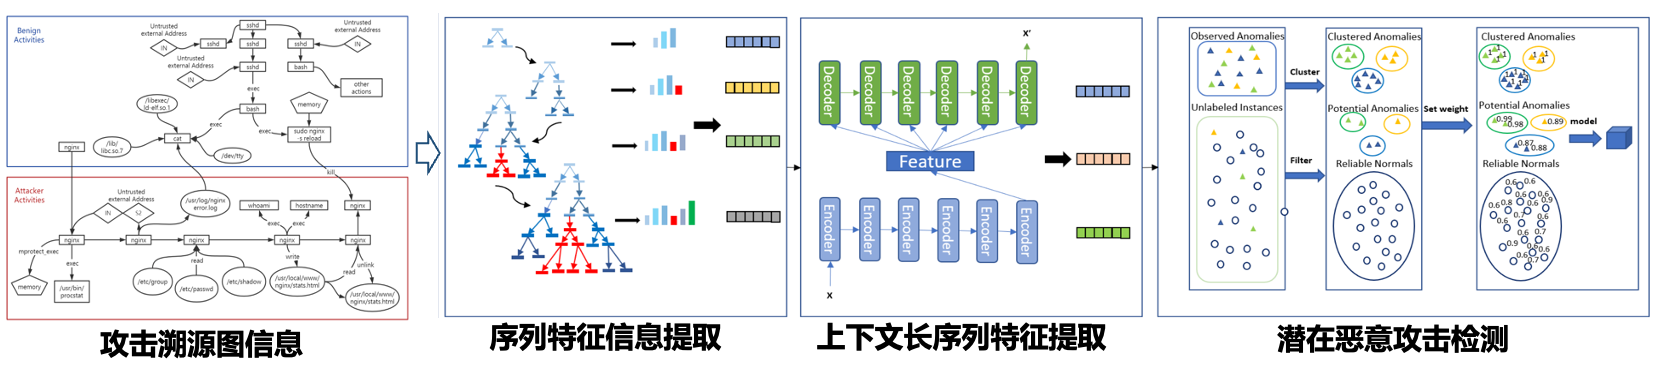 Benign
Activities
Untrusted
external Address
IN
sshd
sshd
sshd
sshd
Untrusted
external Address
IN
Untrusted
external Address
IN
sshd
bash
other
actions
exec
/libexec/
ld-elf.so.1
bash
memory
exec
exec
cat
sudo nginx
-s reload
/lib/
libc.so.7
/dev/tty
nginx
kill
Attacker
Activities
Untrusted
external Address
IN
52
/usr/log/nginx
error.log
whoami
hostname
nginx
exec
exec
nginx
nginx
nginx
nginx
nginx
mprotect_exec
exec
read
write
read
unlink
memory
/usr/bin/
procstat
/etc/group
/etc/passwd
/etc/shadow
/usr/local/www/
nginx/stats.html
/usr/local/www/
nginx/stats.html
攻击溯源图信息
序列特征信息提取
X'
Decoder
Decoder
Decoder
Decoder
Decoder
Decoder
Feature
Encoder
Encoder
Encoder
Encoder
Encoder
X
上下文长序列特征提取
Observed Anomalies
Unlabeled Instances
Cluster
Filter
Clustered Anomalies
Potential Anomalies
Reliable Normals
Set weight
Clustered Anomalies
1
1
1
1
1
1
Potential Anomalies
0.99
0.98
0.89
0.87
0.88
Reliable Normals
0.6
0.6
0.6
0.8
0.6
0.9
0.6
0.7
0.6
0.6
0.7
0.9
0.6
0.6
0.6
0.7
model
潜在恶意攻击检测